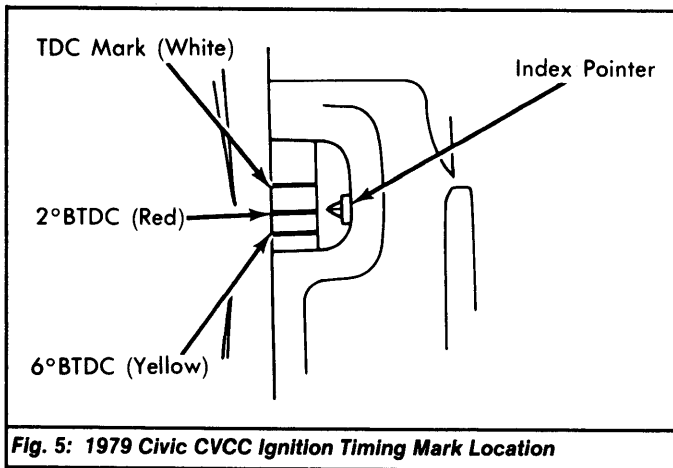 TDC Mark (White)
Index Pointer
2°BTDC (Red)
6°BTDC (Yellow)
Fig. 5: 1979 Civic CVCC Ignition Timing Mark Location